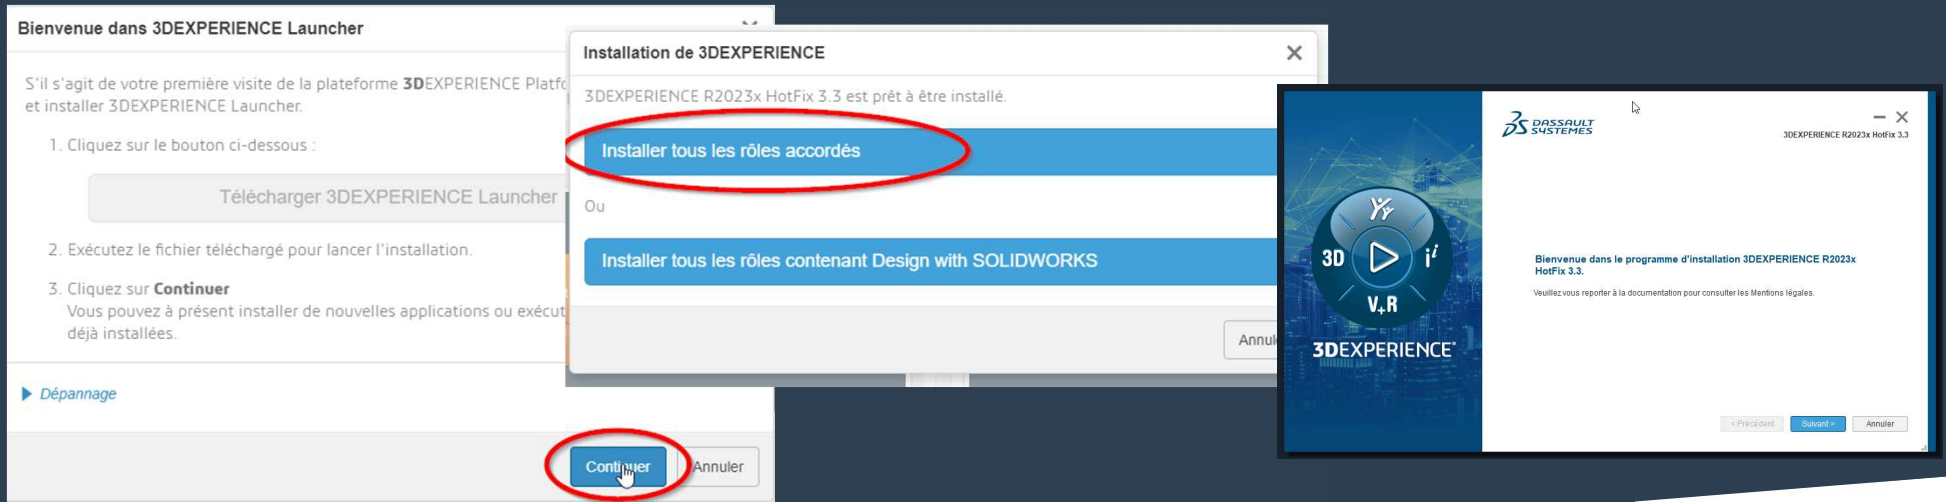 Bienvenue dans 3DEXPERIENCE Launcher
S'il s'agit de votre première visite de la plateforme 3DEXPERIENCE
et installer 3DEXPERIENCE Launcher.
1. Cliquez sur le bouton ci-dessous :
Télécharger 3DEXPERIENCE Launcher
2. Exécutez le fichier téléchargé pour lancer l'installation.
3. Cliquez sur Continuer
Vous pouvez à présent installer de nouvelles applications ou
déjà installées.
Dépannage
Continuer
Annuler
Installation de 3DEXPERIENCE
3DEXPERIENCE R2023x HotFix 3.3 est prêt à être installé.
Installer tous les rôles accordés
Ou
Installer tous les rôles contenant Design with SOLIDWORKS
3D
V+R
3DEXPERIENCE
DASSAULT
SYSTEMES
3DEXPERIENCE R2023x HotFix 3.3
Bienvenue dans le programme d'installation 3DEXPERIENCE R2023x
HotFix 3.3.
Veuillez vous reporter à la documentation pour consulter les Mentions légales.
< Précédent
Suivant >
Annuler